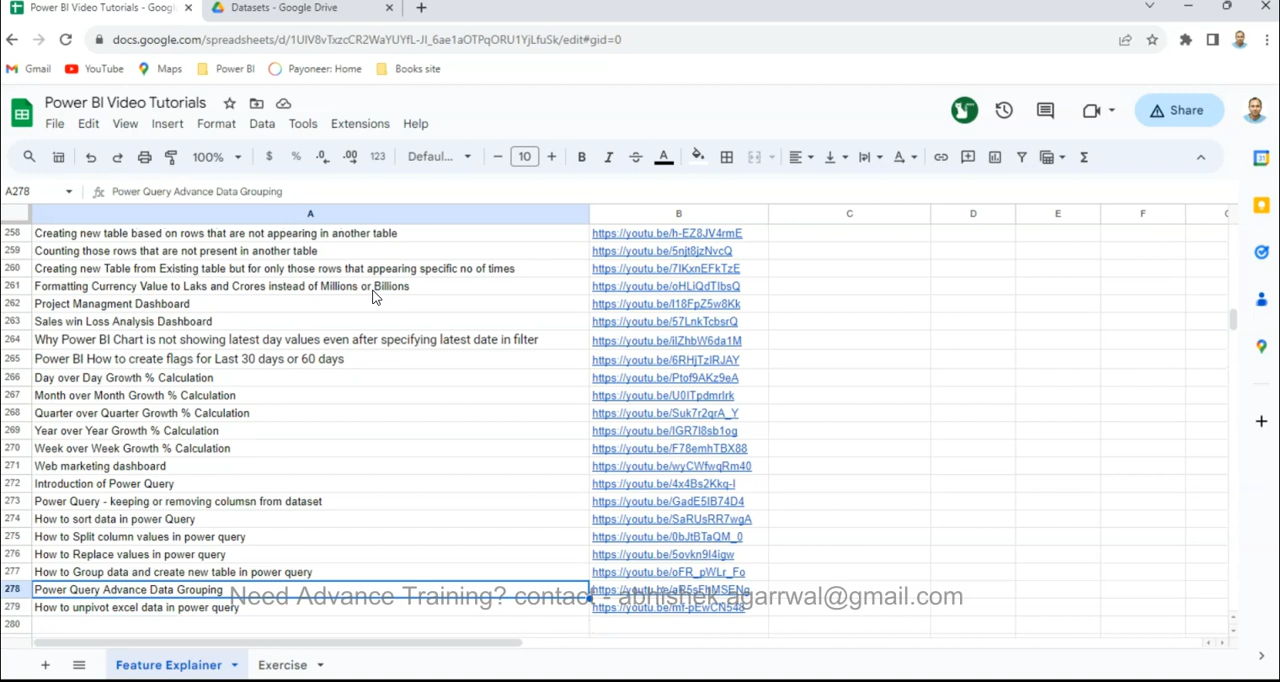 Power BI Video Tutorials - Googl
Datasets - Google Drive
docs.google.com/spreadsheets/d/1UIV8vTxzcCR2WaYUYfL-JI_6ae1aOTPqORU1YjLfuSk/edit#gid=0
Gmail YouTube Maps Power BI Payoneer: Home Books site
Power BI Video Tutorials
File Edit View Insert Format Data Tools Extensions Help
Share
100% $ % .0 .00 123 Defaul... 10 B I A
A278 fx Power Query Advance Data Grouping
A B C D E F
258 Creating new table based on rows that are not appearing in another table https://youtu.be/h-EZ8JV4rmE
259 Counting those rows that are not present in another table https://youtu.be/5njt8jzNvcQ
260 Creating new Table from Existing table but for only those rows that appearing specific no of times https://youtu.be/7IKxnEFkTzE
261 Formatting Currency Value to Laks and Crores instead of Millions or Billions https://youtu.be/oHLiQdTIbsQ
262 Project Managment Dashboard https://youtu.be/I18FpZ5w8Kk
263 Sales win Loss Analysis Dashboard https://youtu.be/57LnkTcbsrQ
264 Why Power BI Chart is not showing latest day values even after specifying latest date in filter https://youtu.be/ilZhbW6da1M
265 Power BI How to create flags for Last 30 days or 60 days https://youtu.be/6RHjTzIRJAY
266 Day over Day Growth % Calculation https://youtu.be/Ptof9AKz9eA
267 Month over Month Growth % Calculation https://youtu.be/U0ITpdmrlrk
268 Quarter over Quarter Growth % Calculation https://youtu.be/Suk7r2qrA_Y
269 Year over Year Growth % Calculation https://youtu.be/IGR7I8sb1og
270 Week over Week Growth % Calculation https://youtu.be/F78emhTBX88
271 Web marketing dashboard https://youtu.be/wyCWfwqRm40
272 Introduction of Power Query https://youtu.be/4x4Bs2Kkq-I
273 Power Query - keeping or removing columsn from dataset https://youtu.be/GadE5IB74D4
274 How to sort data in power Query https://youtu.be/SaRUsRR7wgA
275 How to Split column values in power query https://youtu.be/0bJtBTaQM_0
276 How to Replace values in power query https://youtu.be/5ovkn9I4igw
277 How to Group data and create new table in power query https://youtu.be/oFR_pWLr_Fo
278 Power Query Advance Data Grouping
Need Advance Training? contact - abhishek.agarrwal@gmail.com
279 How to unpivot excel data in power query https://youtu.be/mf-pEwCN548
280
Feature Explainer Exercise